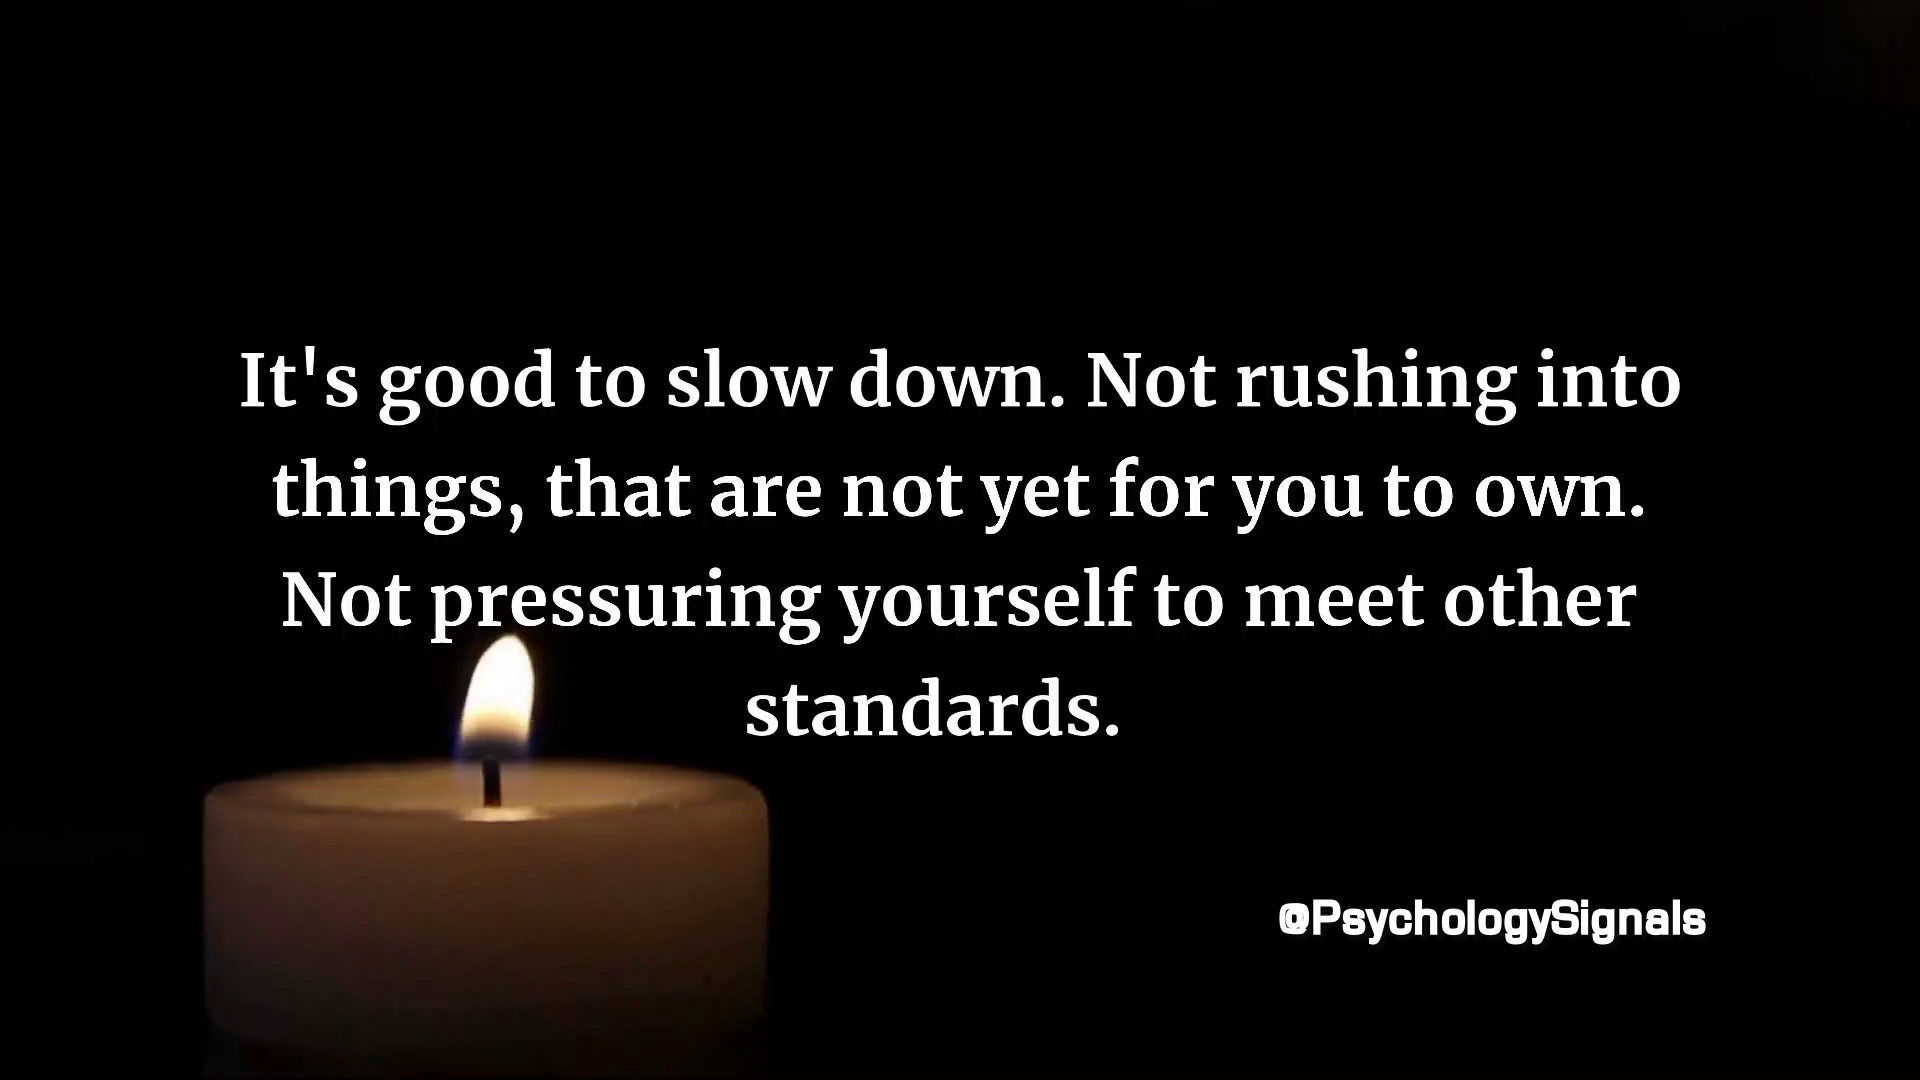 It's good to slow down. Not rushing into
things, that are not yet for you to own.
Not pressuring yourself to meet other
standards.
@PsychologySignals